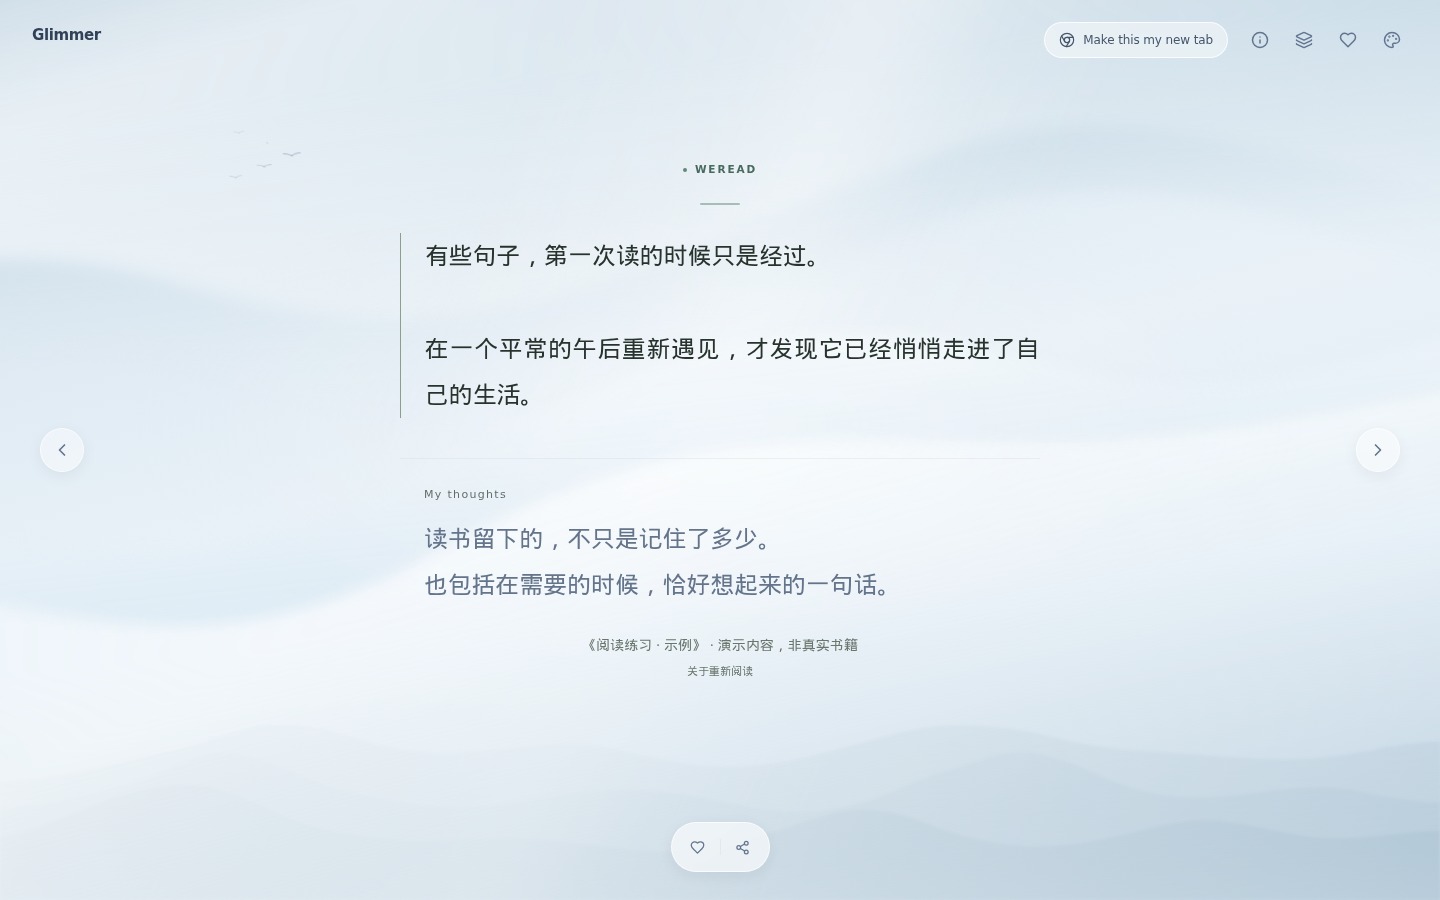 Glimmer
Make this my new tab
• WEREAD
有些句子，第一次读的时候只是经过。
在一个平常的午后重新遇见，才发现它已经悄悄走进了自
己的生活。
My thoughts
读书留下的，不只是记住了多少。
也包括在需要的时候，恰好想起来的一句话。
《阅读练习 · 示例》 · 演示内容，非真实书籍
关于重新阅读